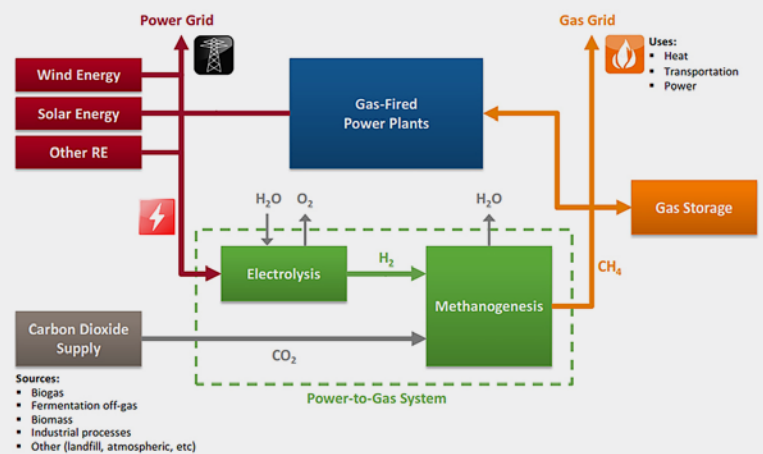 Power Grid
Gas Grid
Uses:
▪ Heat
▪ Transportation
▪ Power
Wind Energy
Solar Energy
Other RE
Gas-Fired
Power Plants
Gas Storage
H₂O
O₂
H₂O
Electrolysis
H₂
Methanogenesis
CH₄
Carbon Dioxide
Supply
CO₂
Power-to-Gas System
Sources:
▪ Biogas
▪ Fermentation off-gas
▪ Biomass
▪ Industrial processes
▪ Other (landfill, atmospheric, etc)